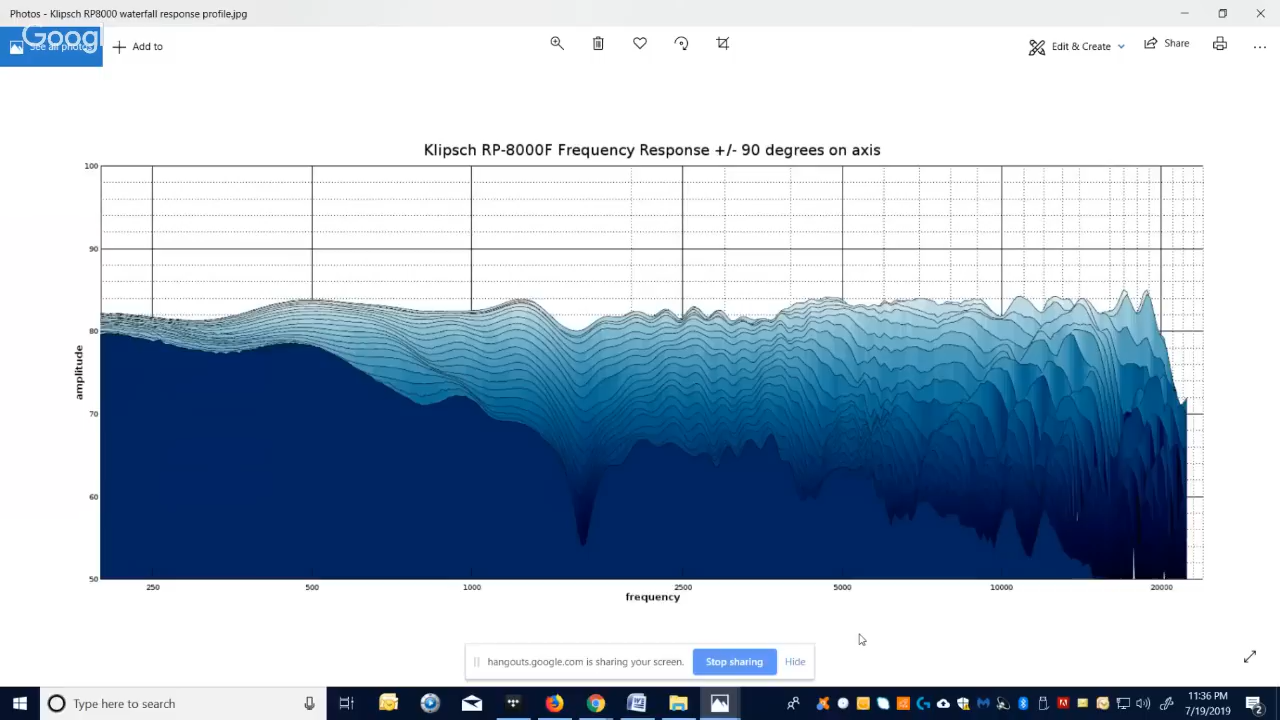 Photos - Klipsch RP8000 waterfall response profile.jpg
Goog
See all photos
Add to
Edit & Create
Share
Klipsch RP-8000F Frequency Response +/- 90 degrees on axis
100
90
80
70
60
50
amplitude
250
500
1000
2500
5000
10000
20000
frequency
hangouts.google.com is sharing your screen.
Stop sharing
Hide
Type here to search
11:36 PM
7/19/2019
2